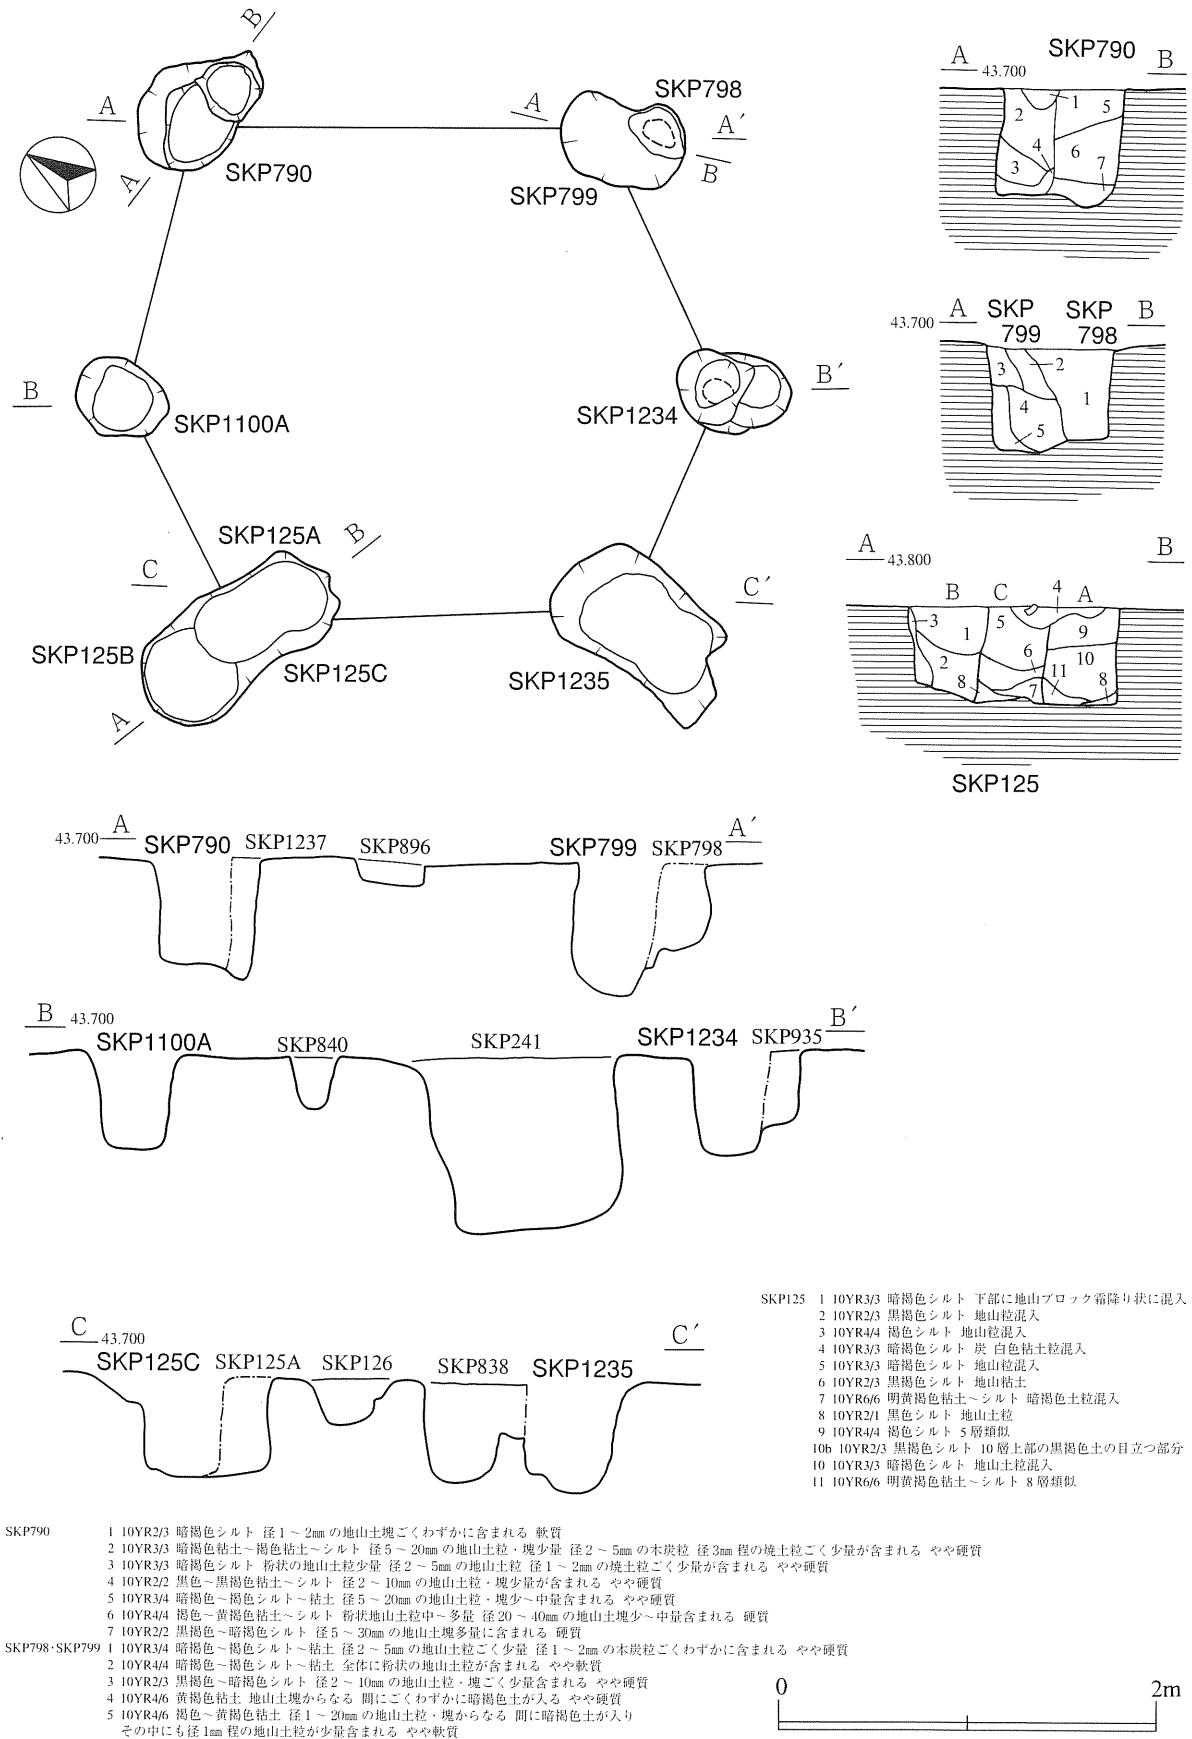 B
A
A
SKP790
A
SKP798
A´
B
SKP799
B
SKP1100A
B´
SKP1234
SKP125A
B
C
SKP125B
SKP125C
A
C´
SKP1235
SKP790
A 43.700 B
1
2
5
4
6
3
7
SKP SKP
43.700 A 799 798 B
3
2
4
1
5
A 43.800 B
B C 4 A
3
1
5
9
2
6
10
11
8
7
8
SKP125
43.700 A SKP790 SKP1237 SKP896 SKP799 SKP798 A´
B 43.700 SKP1100A SKP840 SKP241 SKP1234 SKP935 B´
C 43.700 SKP125C SKP125A SKP126 SKP838 SKP1235 C´
SKP125 1 10YR3/3 暗褐色シルト 下部に地山ブロック霜降り状に混入
2 10YR2/3 黒褐色シルト 地山粒混入
3 10YR4/4 褐色シルト 地山粒混入
4 10YR3/3 暗褐色シルト 炭 白色粘土粒混入
5 10YR3/3 暗褐色シルト 地山粒混入
6 10YR2/3 黒褐色シルト 地山粘土
7 10YR6/6 明黄褐色粘土~シルト 暗褐色土粒混入
8 10YR2/1 黒色シルト 地山土粒
9 10YR4/4 褐色シルト 5層類似
10b 10YR2/3 黒褐色シルト 10層上部の黒褐色土の目立つ部分
10 10YR3/3 暗褐色シルト 地山土粒混入
11 10YR6/6 明黄褐色粘土~シルト 8層類似
SKP790 1 10YR2/3 暗褐色シルト 径1~2㎜の地山土塊ごくわずかに含まれる 軟質
2 10YR3/3 暗褐色粘土~褐色粘土~シルト 径5~20㎜の地山土粒・塊少量 径2~5㎜の木炭粒 径3㎜程の焼土粒ごく少量が含まれる やや硬質
3 10YR3/3 暗褐色シルト 粉状の地山土粒少量 径2~5㎜の地山土粒 径1~2㎜の焼土粒ごく少量が含まれる やや硬質
4 10YR2/2 黒色~黒褐色粘土~シルト 径2~10㎜の地山土粒・塊少量が含まれる やや硬質
5 10YR3/4 暗褐色~褐色シルト~粘土 径5~20㎜の地山土粒・塊少~中量含まれる やや硬質
6 10YR4/4 褐色~黄褐色粘土~シルト 粉状地山土粒中~多量 径20~40㎜の地山土塊少~中量含まれる 硬質
7 10YR2/2 黒褐色~暗褐色シルト 径5~30㎜の地山土塊多量に含まれる 硬質
SKP798・SKP799 1 10YR3/4 暗褐色~褐色シルト~粘土 径2~5㎜の地山土粒ごく少量 径1~2㎜の木炭粒ごくわずかに含まれる やや硬質
2 10YR4/4 暗褐色~褐色シルト~粘土 全体に粉状の地山土粒が含まれる やや軟質
3 10YR2/3 黒褐色~暗褐色シルト 径2~10㎜の地山土粒・塊ごく少量含まれる やや硬質
4 10YR4/6 黄褐色粘土 地山土塊からなる 間にごくわずかに暗褐色土が入る やや硬質
5 10YR4/6 褐色~黄褐色粘土 径1~20㎜の地山土粒・塊からなる 間に暗褐色土が入り
その中にも径1㎜程の地山土粒が少量含まれる やや軟質
0 2m